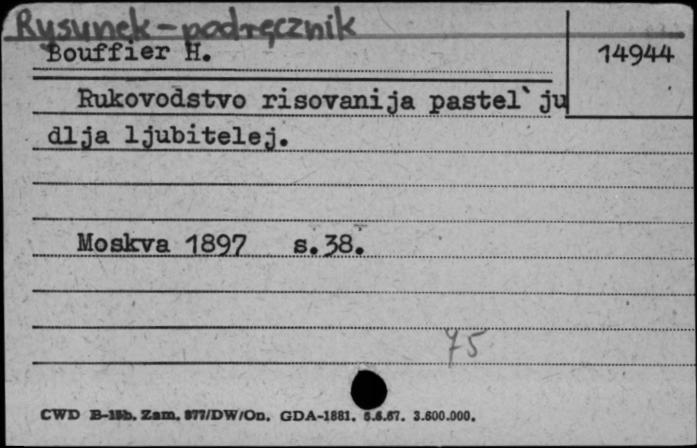 Rysunek - podręcznik
Bouffier H.
14944
Rukovodstvo risovanija pastel`ju
dlja ljubitelej.
Moskva 1897 s.38.
75
CWD B-15b. Zam. 877/DW/On. GDA-1881. 5.6.67. 3.600.000.